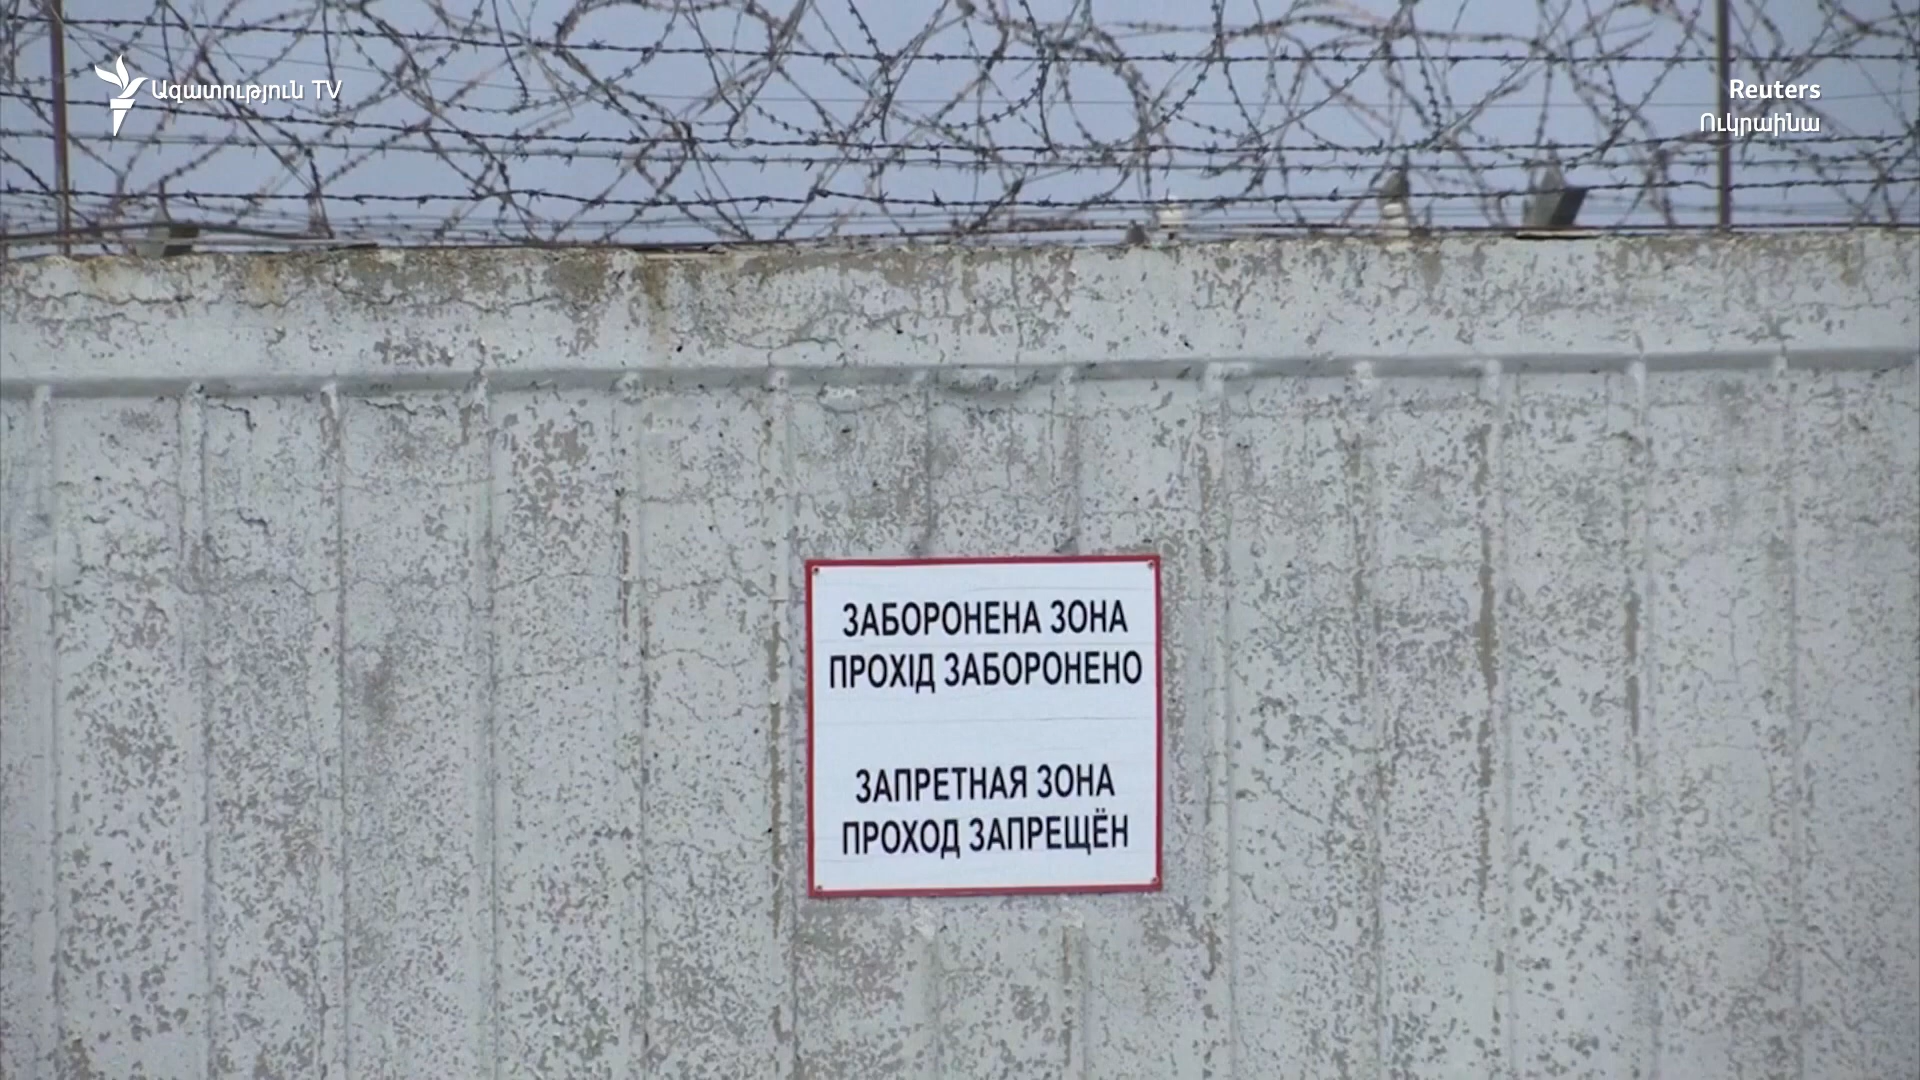 Ազատություն TV
Reuters
Ուկրաինա
ЗАБОРОНЕНА ЗОНА
ПРОХІД ЗАБОРОНЕНО
ЗАПРЕТНАЯ ЗОНА
ПРОХОД ЗАПРЕЩЁН